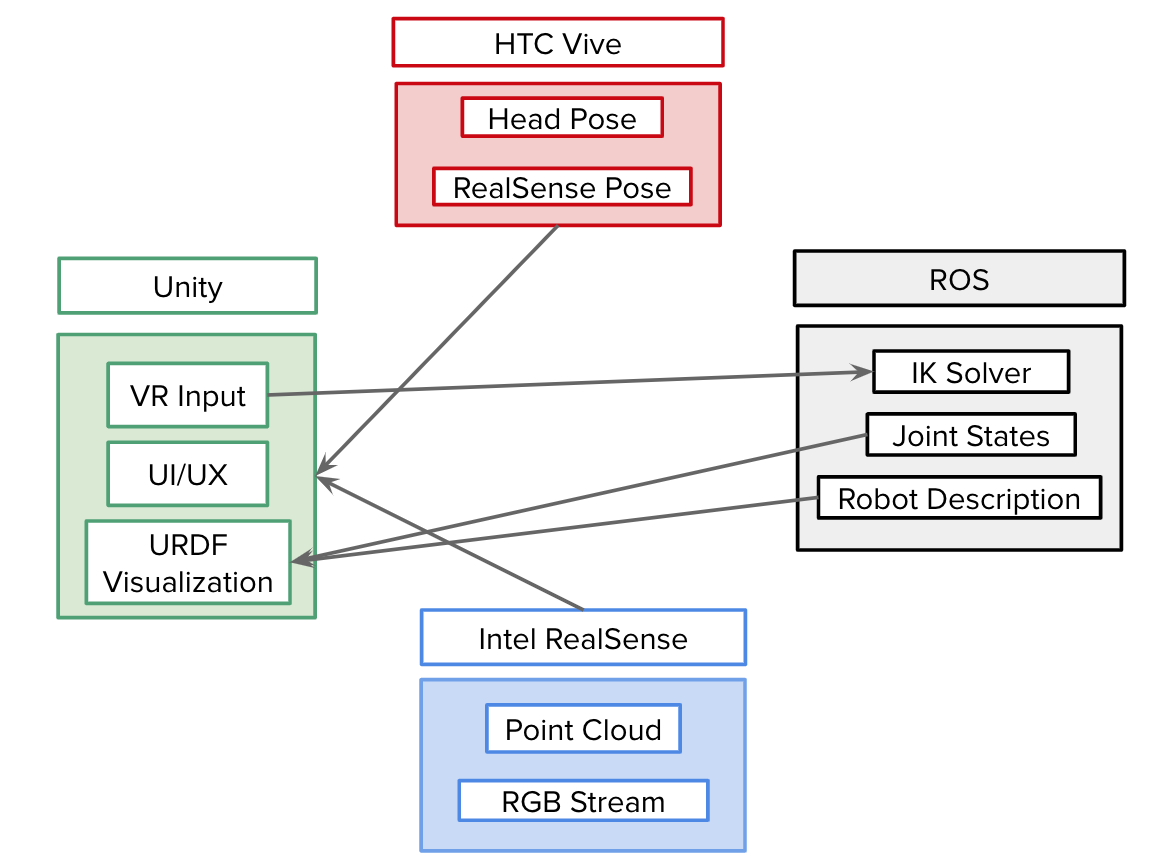 HTC Vive
Head Pose
RealSense Pose
Unity
VR Input
UI/UX
URDF
Visualization
ROS
IK Solver
Joint States
Robot Description
Intel RealSense
Point Cloud
RGB Stream